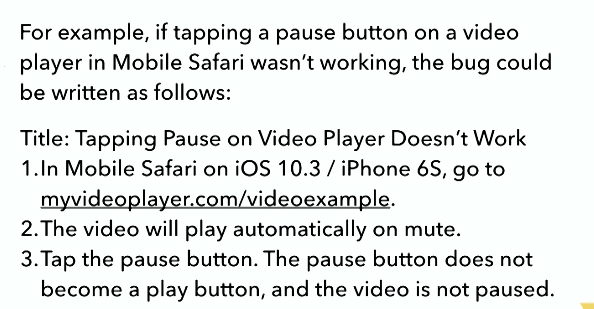 For example, if tapping a pause button on a video
player in Mobile Safari wasn't working, the bug could
be written as follows:
Title: Tapping Pause on Video Player Doesn't Work
1.In Mobile Safari on iOS 10.3 / iPhone 6S, go to
myvideoplayer.com/videoexample.
2.The video will play automatically on mute.
3.Tap the pause button. The pause button does not
become a play button, and the video is not paused.